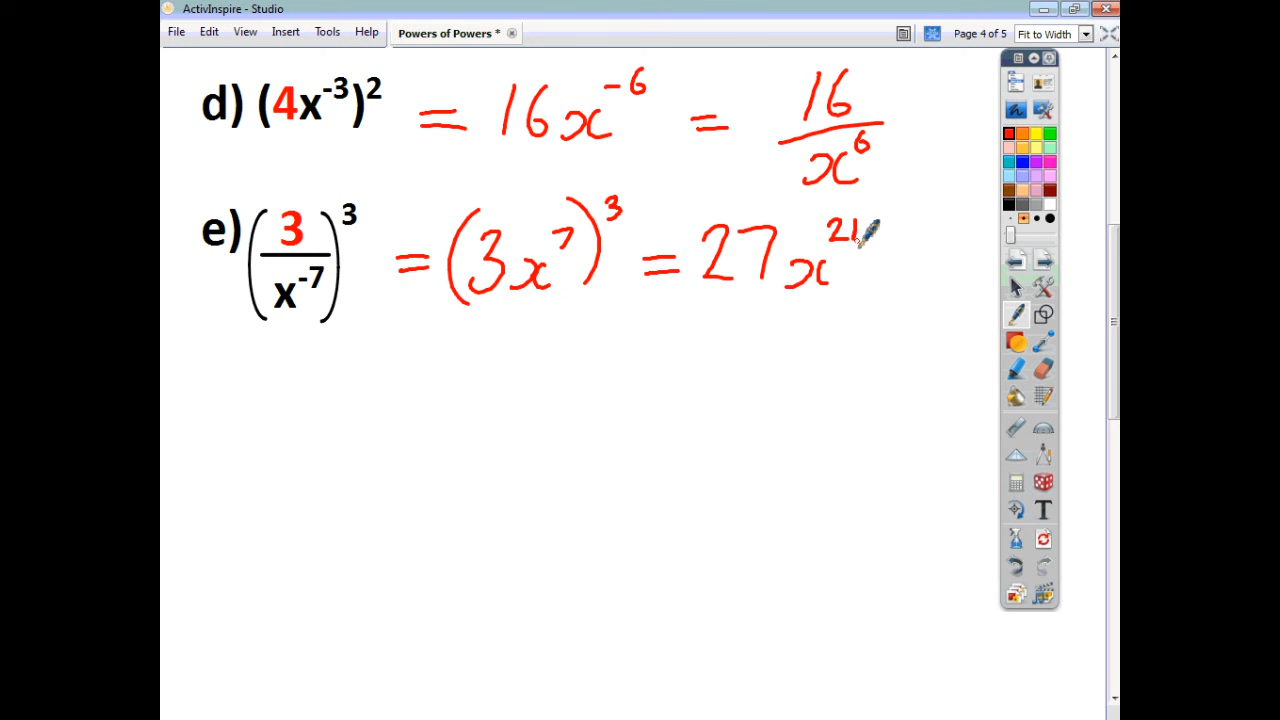 ActivInspire - Studio
File Edit View Insert Tools Help Powers of Powers * Page 4 of 5 Fit to Width
d) (4x⁻³)² = 16x⁻⁶ = 16/x⁶
e) (3/x⁻⁷)³ = (3x⁷)³ = 27x²¹